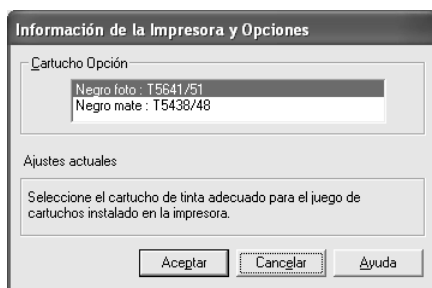 Información de la Impresora y Opciones
Cartucho Opción
Negro foto : T5641/51
Negro mate : T5438/48
Ajustes actuales
Seleccione el cartucho de tinta adecuado para el juego de
cartuchos instalado en la impresora.
Aceptar Cancelar Ayuda